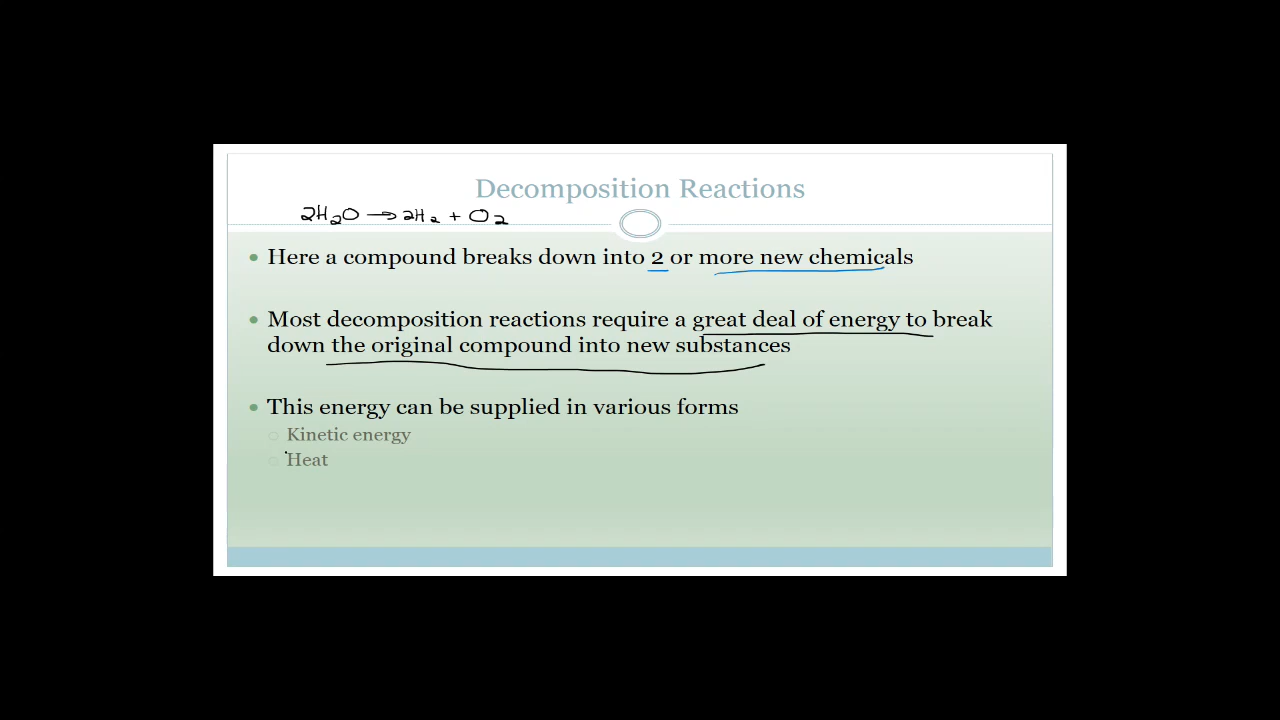 Decomposition Reactions
2H₂O → 2H₂ + O₂
• Here a compound breaks down into 2 or more new chemicals
• Most decomposition reactions require a great deal of energy to break
down the original compound into new substances
• This energy can be supplied in various forms
○ Kinetic energy
○ Heat